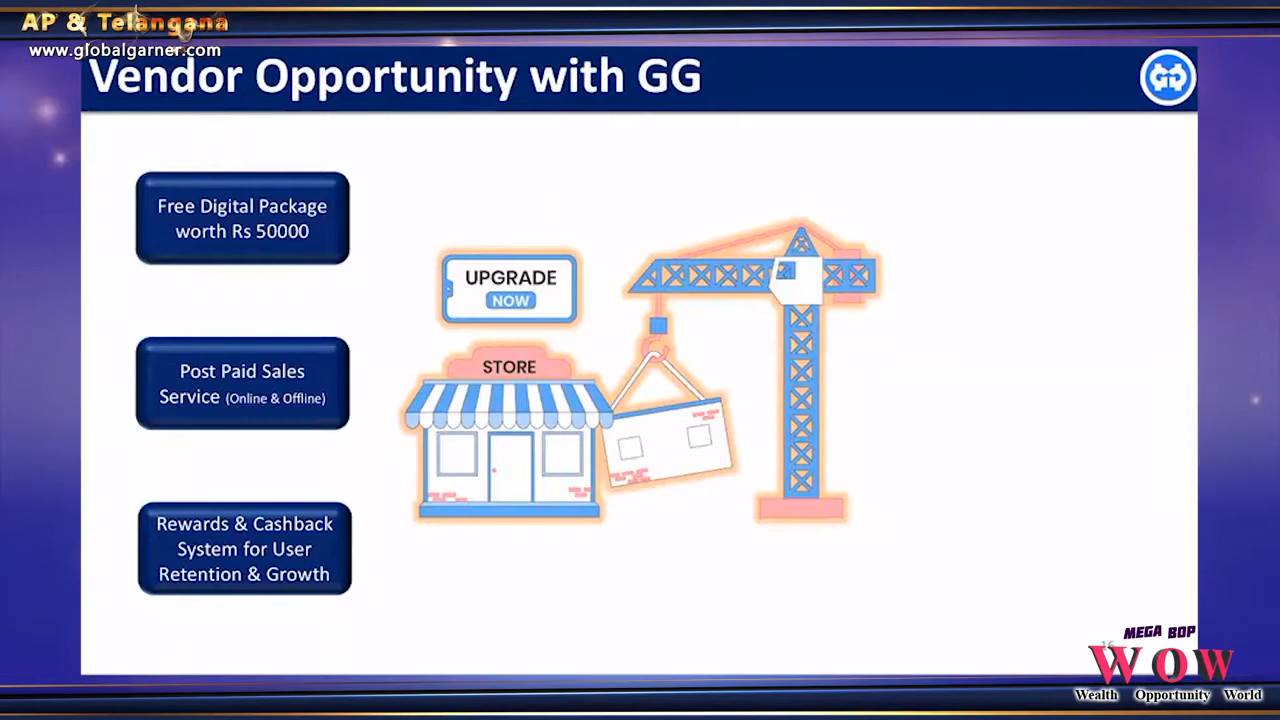 AP & Telangana
www.globalgarner.com
Vendor Opportunity with GG
Free Digital Package
worth Rs 50000
UPGRADE
NOW
STORE
Post Paid Sales
Service (Online & Offline)
Rewards & Cashback
System for User
Retention & Growth
MEGA BOP
16
WOW
Wealth Opportunity World